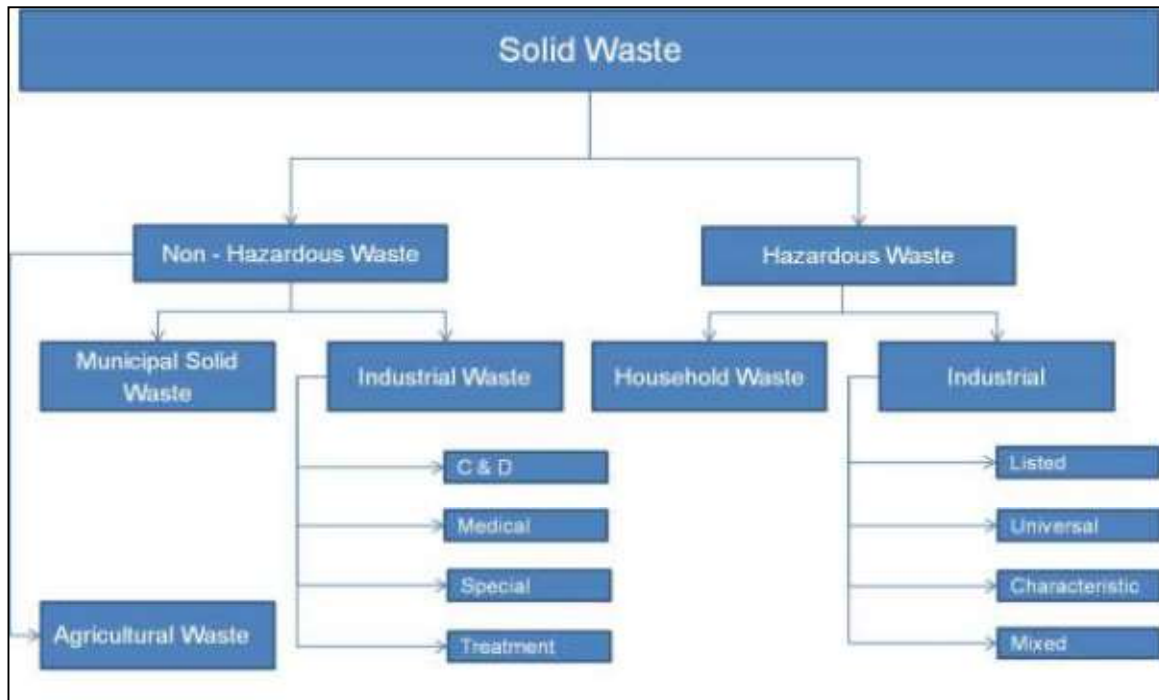 Solid Waste
Non - Hazardous Waste
Hazardous Waste
Municipal Solid
Waste
Industrial Waste
Household Waste
Industrial
C & D
Listed
Medical
Universal
Special
Characteristic
Agricultural Waste
Treatment
Mixed